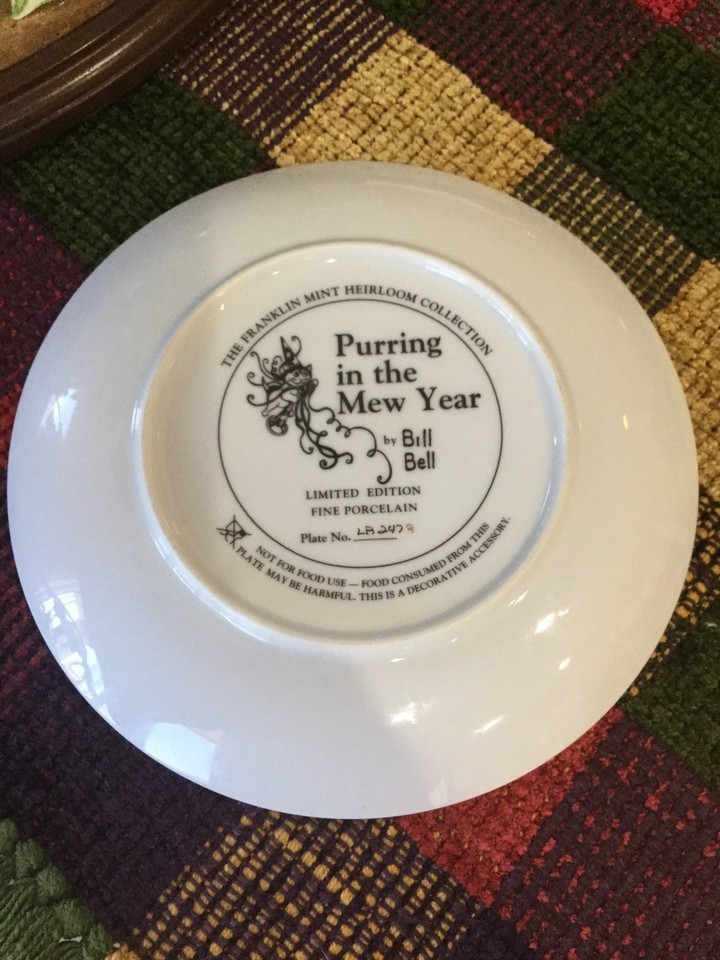 THE FRANKLIN MINT HEIRLOOM COLLECTION
Purring
in the
Mew Year
by Bill
Bell
LIMITED EDITION
FINE PORCELAIN
Plate No. LA2473
NOT FOR FOOD USE — FOOD CONSUMED FROM THIS
PLATE MAY BE HARMFUL. THIS IS A DECORATIVE ACCESSORY.